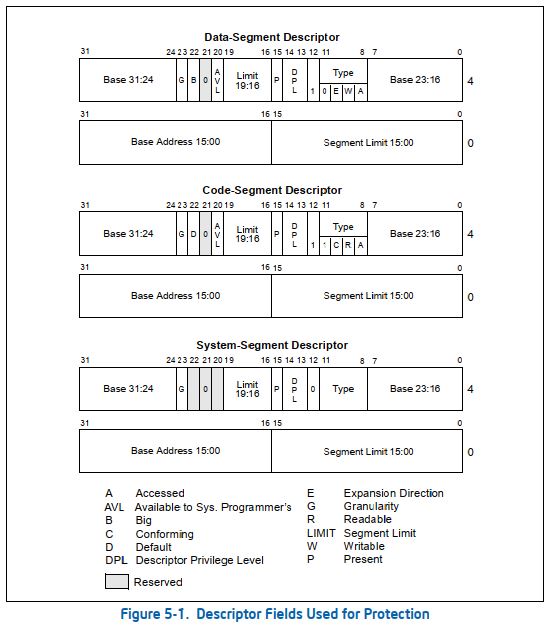 Data-Segment Descriptor
31 24 23 22 21 20 19 16 15 14 13 12 11 8 7 0
Base 31:24 G B 0 AVL Limit 19:16 P DPL 1 Type 0 E W A Base 23:16 4
31 16 15 0
Base Address 15:00 Segment Limit 15:00 0
Code-Segment Descriptor
31 24 23 22 21 20 19 16 15 14 13 12 11 8 7 0
Base 31:24 G D 0 AVL Limit 19:16 P DPL 1 Type 1 C R A Base 23:16 4
31 16 15 0
Base Address 15:00 Segment Limit 15:00 0
System-Segment Descriptor
31 24 23 22 21 20 19 16 15 14 13 12 11 8 7 0
Base 31:24 G 0 Limit 19:16 P DPL 0 Type Base 23:16 4
31 16 15 0
Base Address 15:00 Segment Limit 15:00 0
A Accessed E Expansion Direction
AVL Available to Sys. Programmer's G Granularity
B Big R Readable
C Conforming LIMIT Segment Limit
D Default W Writable
DPL Descriptor Privilege Level P Present
Reserved
Figure 5-1. Descriptor Fields Used for Protection